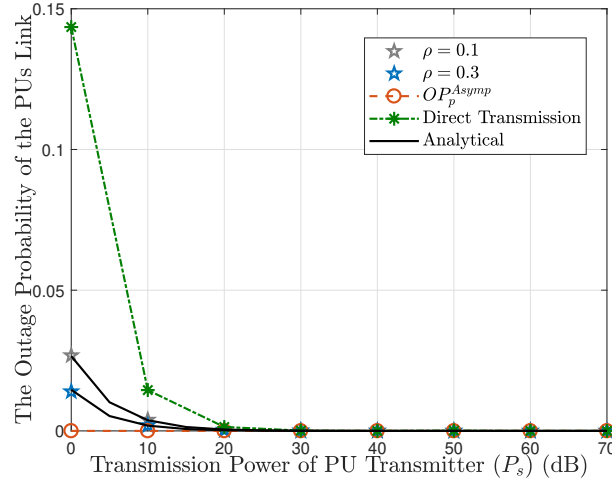 The Outage Probability of the PUs Link
0.15
0.1
0.05
0
ρ = 0.1
ρ = 0.3
OP_p^{Asymp}
Direct Transmission
Analytical
0 10 20 30 40 50 60 70
Transmission Power of PU Transmitter (P_s) (dB)